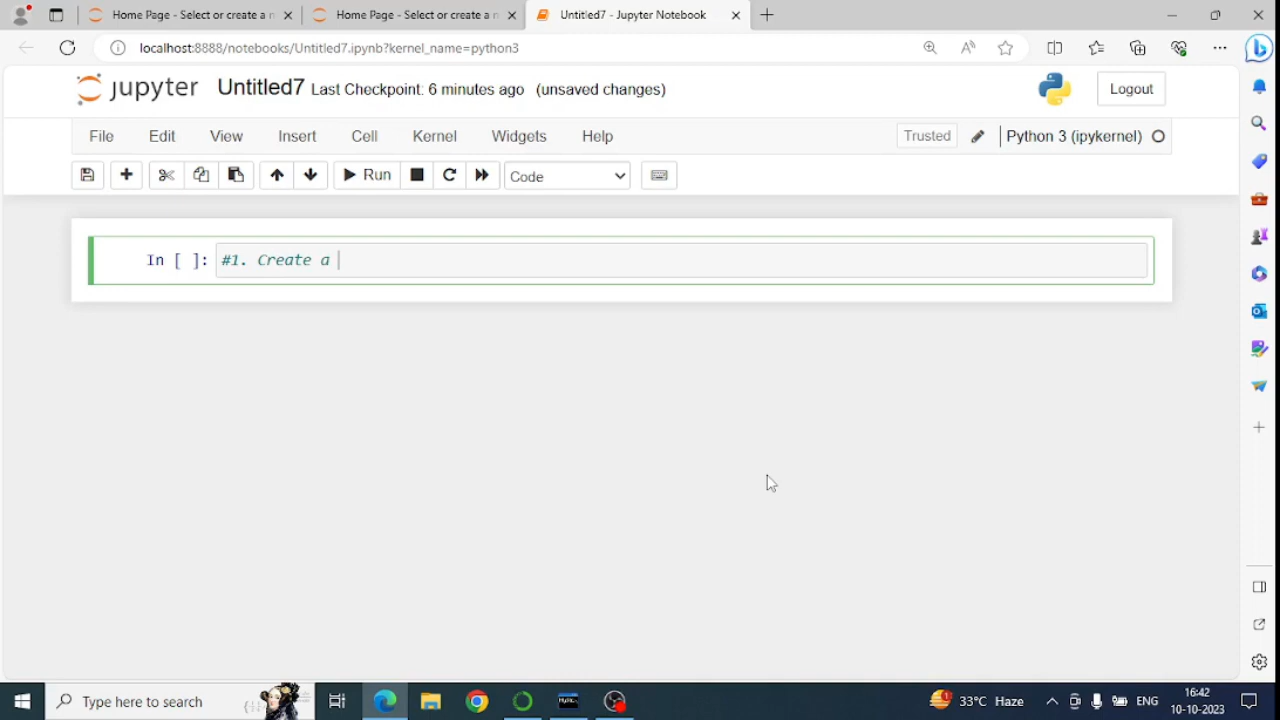 Home Page - Select or create a n
Home Page - Select or create a n
Untitled7 - Jupyter Notebook
localhost:8888/notebooks/Untitled7.ipynb?kernel_name=python3
jupyter Untitled7 Last Checkpoint: 6 minutes ago (unsaved changes)
Logout
File Edit View Insert Cell Kernel Widgets Help
Trusted
Python 3 (ipykernel)
Run
Code
In [ ]: #1. Create a
Type here to search
33°C Haze
ENG
16:42
10-10-2023